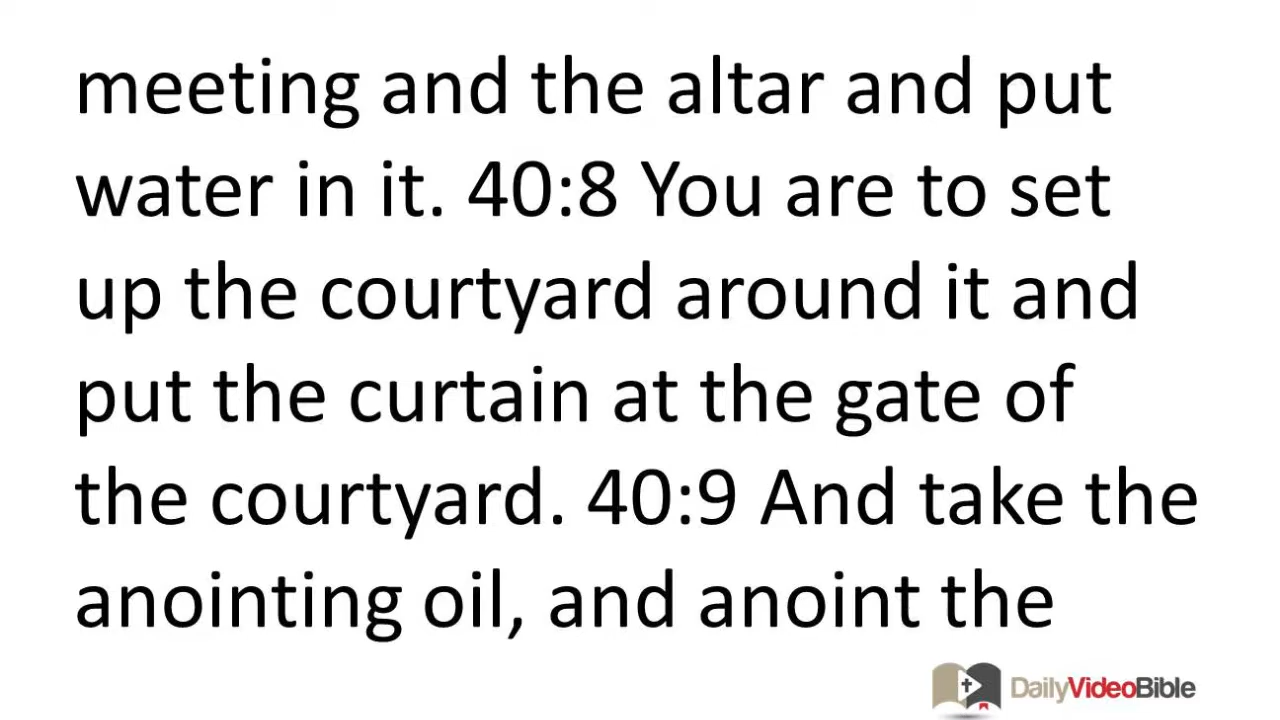 meeting and the altar and put
water in it. 40:8 You are to set
up the courtyard around it and
put the curtain at the gate of
the courtyard. 40:9 And take the
anointing oil, and anoint the
DailyVideoBible